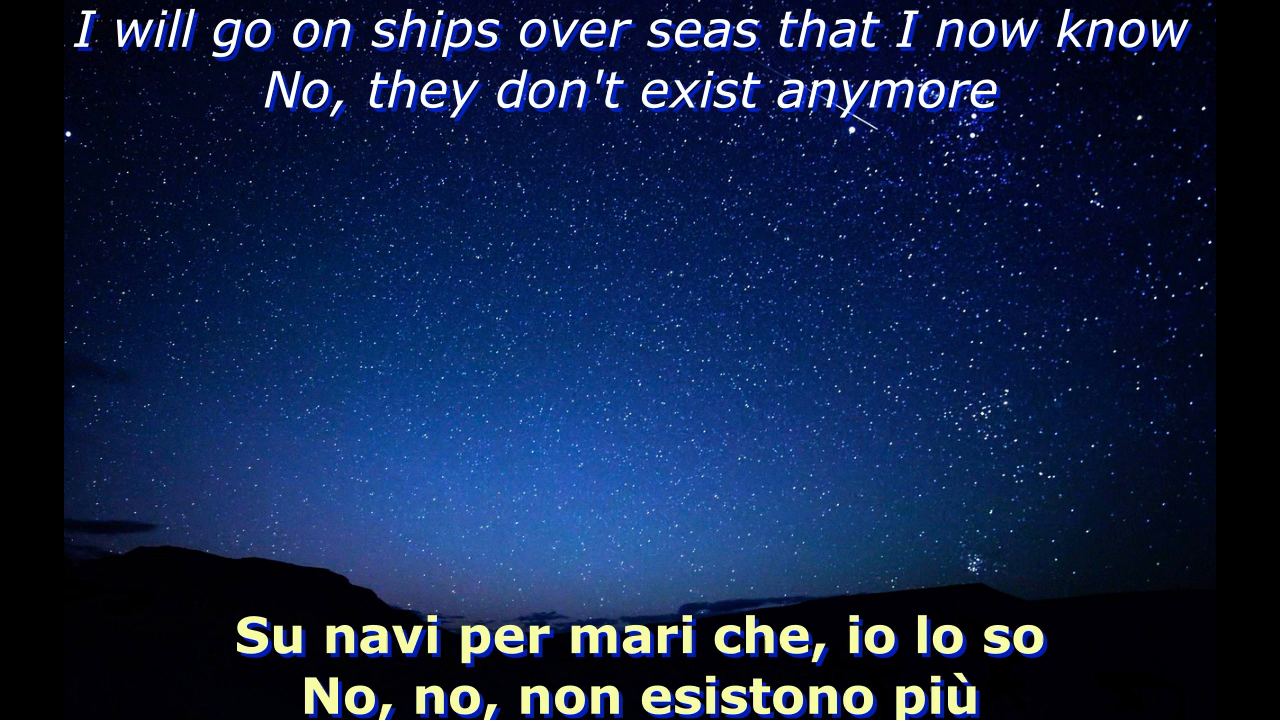 I will go on ships over seas that I now know
No, they don't exist anymore
Su navi per mari che, io lo so
No, no, non esistono più